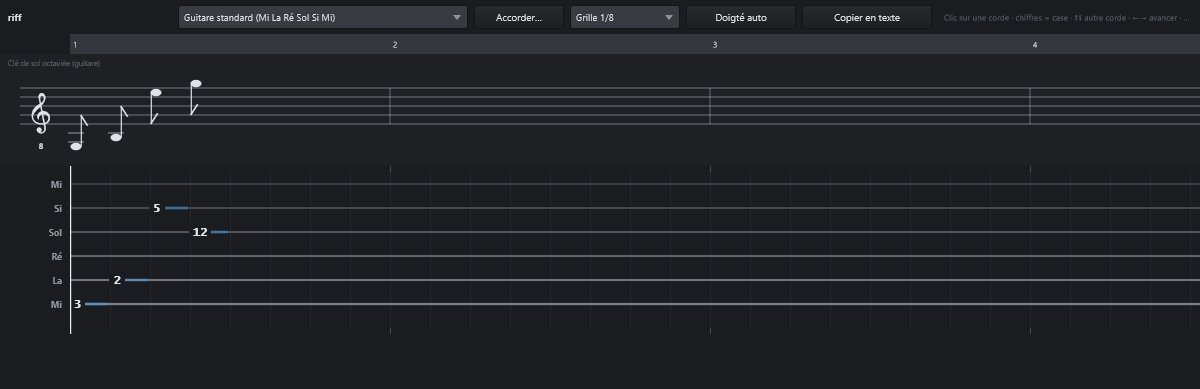 riff Guitare standard (Mi La Ré Sol Si Mi) Accorder... Grille 1/8 Doigté auto Copier en texte Clic sur une corde · chiffres = case · ↑↓ autre corde · ←→ avancer · ...
1 2 3 4
Clé de sol octaviée (guitare)
8
Mi
Si 5
Sol 12
Ré
La 2
Mi 3